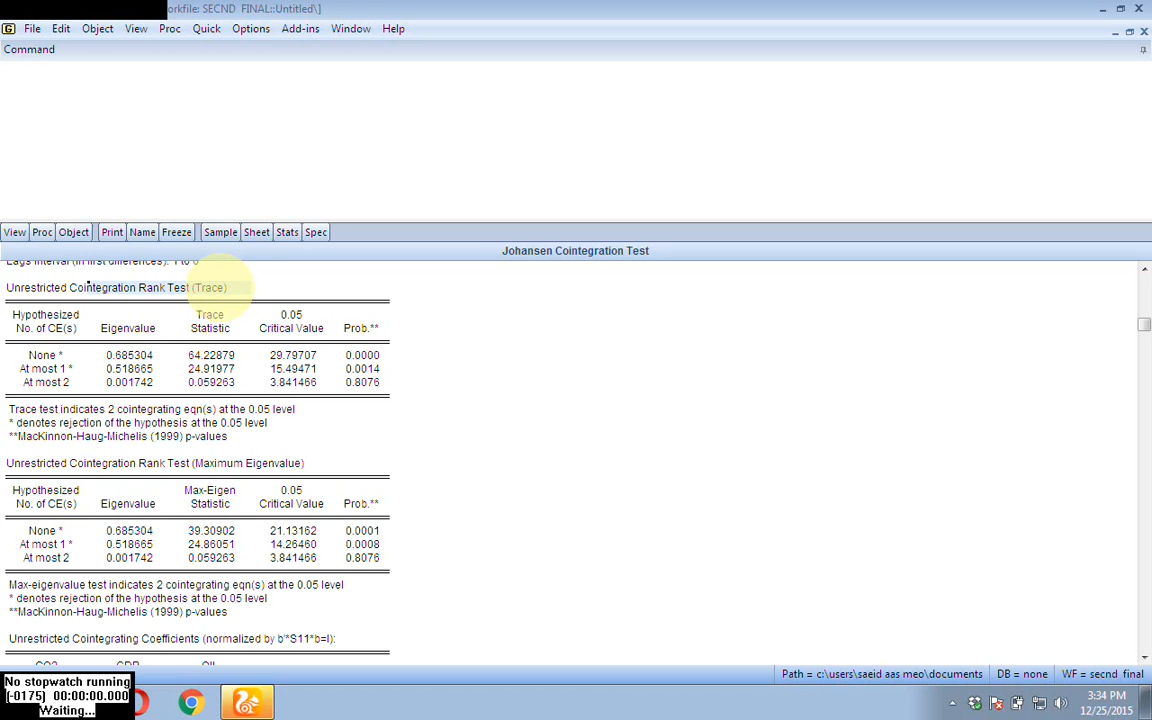 orkfile: SECND FINAL::Untitled\]
File Edit Object View Proc Quick Options Add-ins Window Help
Command
View Proc Object Print Name Freeze Sample Sheet Stats Spec
Johansen Cointegration Test
Lags interval (in first differences): 1 to
Unrestricted Cointegration Rank Test (Trace)
Hypothesized Trace 0.05
No. of CE(s) Eigenvalue Statistic Critical Value Prob.**
None * 0.685304 64.22879 29.79707 0.0000
At most 1 * 0.518665 24.91977 15.49471 0.0014
At most 2 0.001742 0.059263 3.841466 0.8076
Trace test indicates 2 cointegrating eqn(s) at the 0.05 level
* denotes rejection of the hypothesis at the 0.05 level
**MacKinnon-Haug-Michelis (1999) p-values
Unrestricted Cointegration Rank Test (Maximum Eigenvalue)
Hypothesized Max-Eigen 0.05
No. of CE(s) Eigenvalue Statistic Critical Value Prob.**
None * 0.685304 39.30902 21.13162 0.0001
At most 1 * 0.518665 24.86051 14.26460 0.0008
At most 2 0.001742 0.059263 3.841466 0.8076
Max-eigenvalue test indicates 2 cointegrating eqn(s) at the 0.05 level
* denotes rejection of the hypothesis at the 0.05 level
**MacKinnon-Haug-Michelis (1999) p-values
Unrestricted Cointegrating Coefficients (normalized by b'*S11*b=I):
CO2 GDP OIL
Path = c:\users\saeid aas meo\documents DB = none WF = secnd final
No stopwatch running
[-0175] 00:00:00.000
Waiting...
3:34 PM
12/25/2015